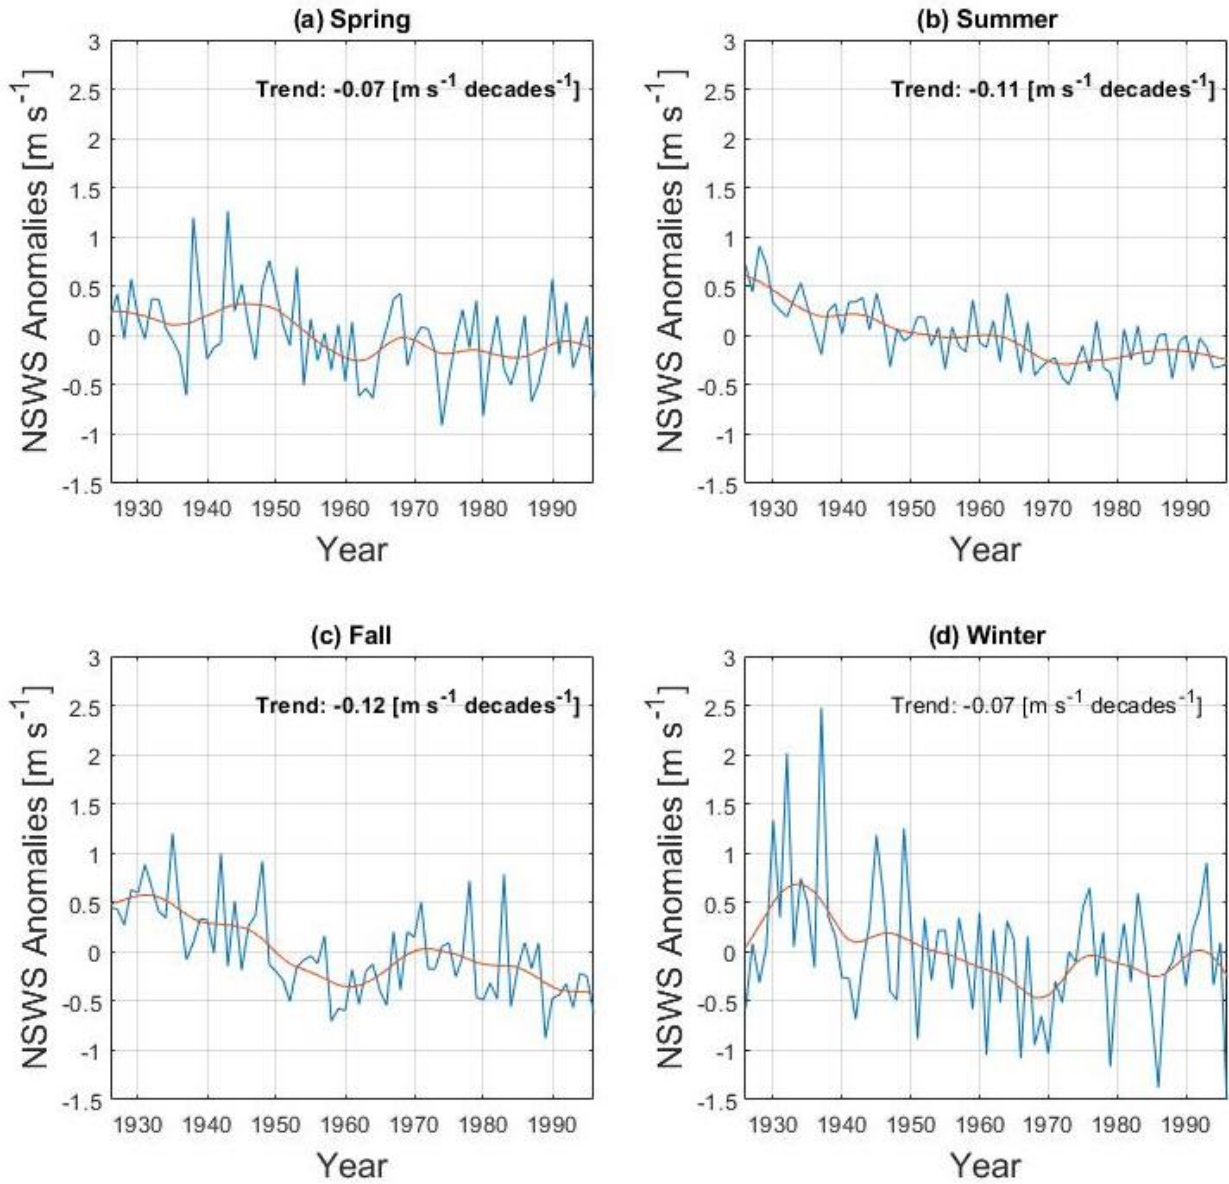 (a) Spring
NSWS Anomalies [m s⁻¹]
3
2.5
2
1.5
1
0.5
0
-0.5
-1
-1.5
Trend: -0.07 [m s⁻¹ decades⁻¹]
1930 1940 1950 1960 1970 1980 1990
Year
(b) Summer
NSWS Anomalies [m s⁻¹]
3
2.5
2
1.5
1
0.5
0
-0.5
-1
-1.5
Trend: -0.11 [m s⁻¹ decades⁻¹]
1930 1940 1950 1960 1970 1980 1990
Year
(c) Fall
NSWS Anomalies [m s⁻¹]
3
2.5
2
1.5
1
0.5
0
-0.5
-1
-1.5
Trend: -0.12 [m s⁻¹ decades⁻¹]
1930 1940 1950 1960 1970 1980 1990
Year
(d) Winter
NSWS Anomalies [m s⁻¹]
3
2.5
2
1.5
1
0.5
0
-0.5
-1
-1.5
Trend: -0.07 [m s⁻¹ decades⁻¹]
1930 1940 1950 1960 1970 1980 1990
Year